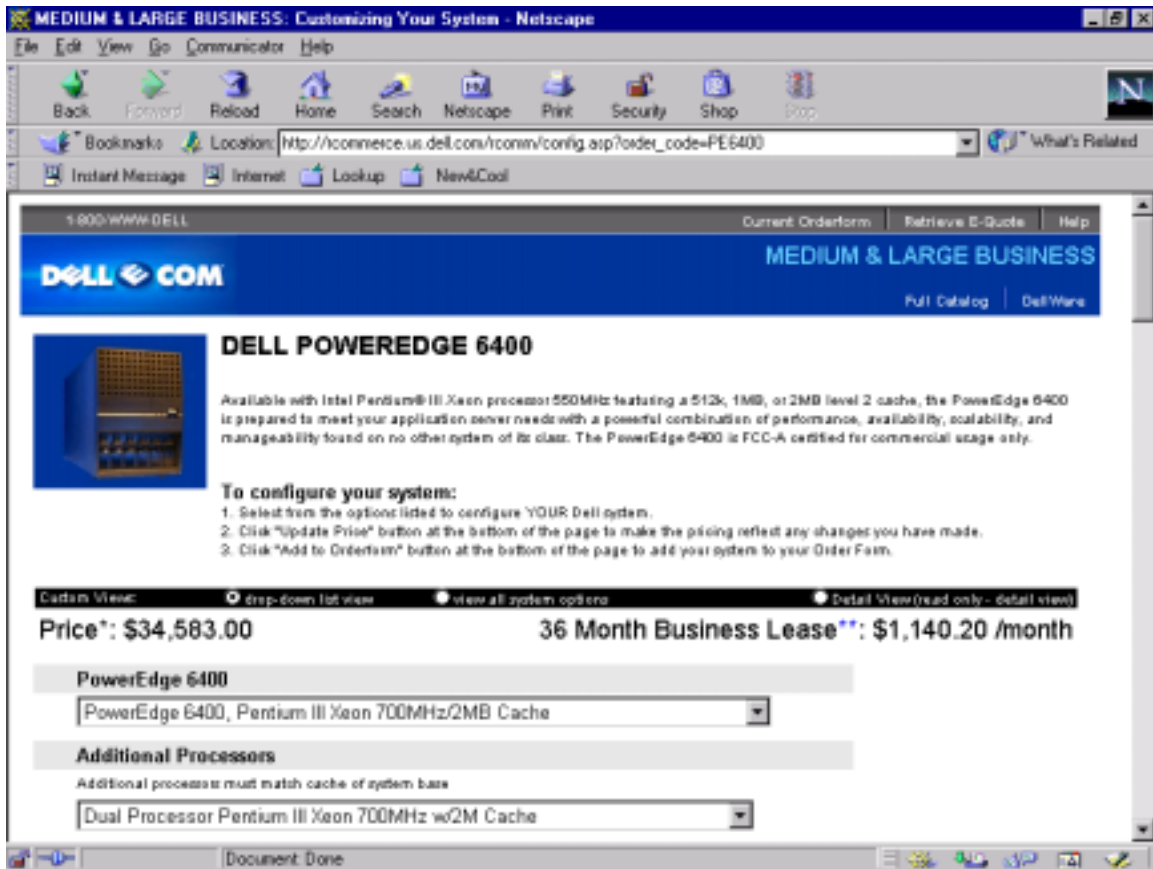 MEDIUM & LARGE BUSINESS: Customizing Your System - Netscape
File Edit View Go Communicator Help
Back Forward Reload Home Search Netscape Print Security Shop Stop
Bookmarks Location: http://rcommerce.us.dell.com/rcomm/config.asp?order_code=PE6400 What's Related
Instant Message Internet Lookup New&Cool
1-800-WWW-DELL Current Orderform Retrieve E-Quote Help
MEDIUM & LARGE BUSINESS
DELL COM
Full Catalog DellWare
DELL POWEREDGE 6400
Available with Intel Pentium® III Xeon processor 550MHz featuring a 512k, 1MB, or 2MB level 2 cache, the PowerEdge 6400
is prepared to meet your application server needs with a powerful combination of performance, availability, scalability, and
manageability found on no other system of its class. The PowerEdge 6400 is FCC-A certified for commercial usage only.
To configure your system:
1. Select from the options listed to configure YOUR Dell system.
2. Click "Update Price" button at the bottom of the page to make the pricing reflect any changes you have made.
3. Click "Add to Orderform" button at the bottom of the page to add your system to your Order Form.
Custom Views: drop-down list view view all system options Detail View (read only - detail view)
Price*: $34,583.00 36 Month Business Lease**: $1,140.20 /month
PowerEdge 6400
PowerEdge 6400, Pentium III Xeon 700MHz/2MB Cache
Additional Processors
Additional processors must match cache of system base
Dual Processor Pentium III Xeon 700MHz w/2M Cache
Document: Done